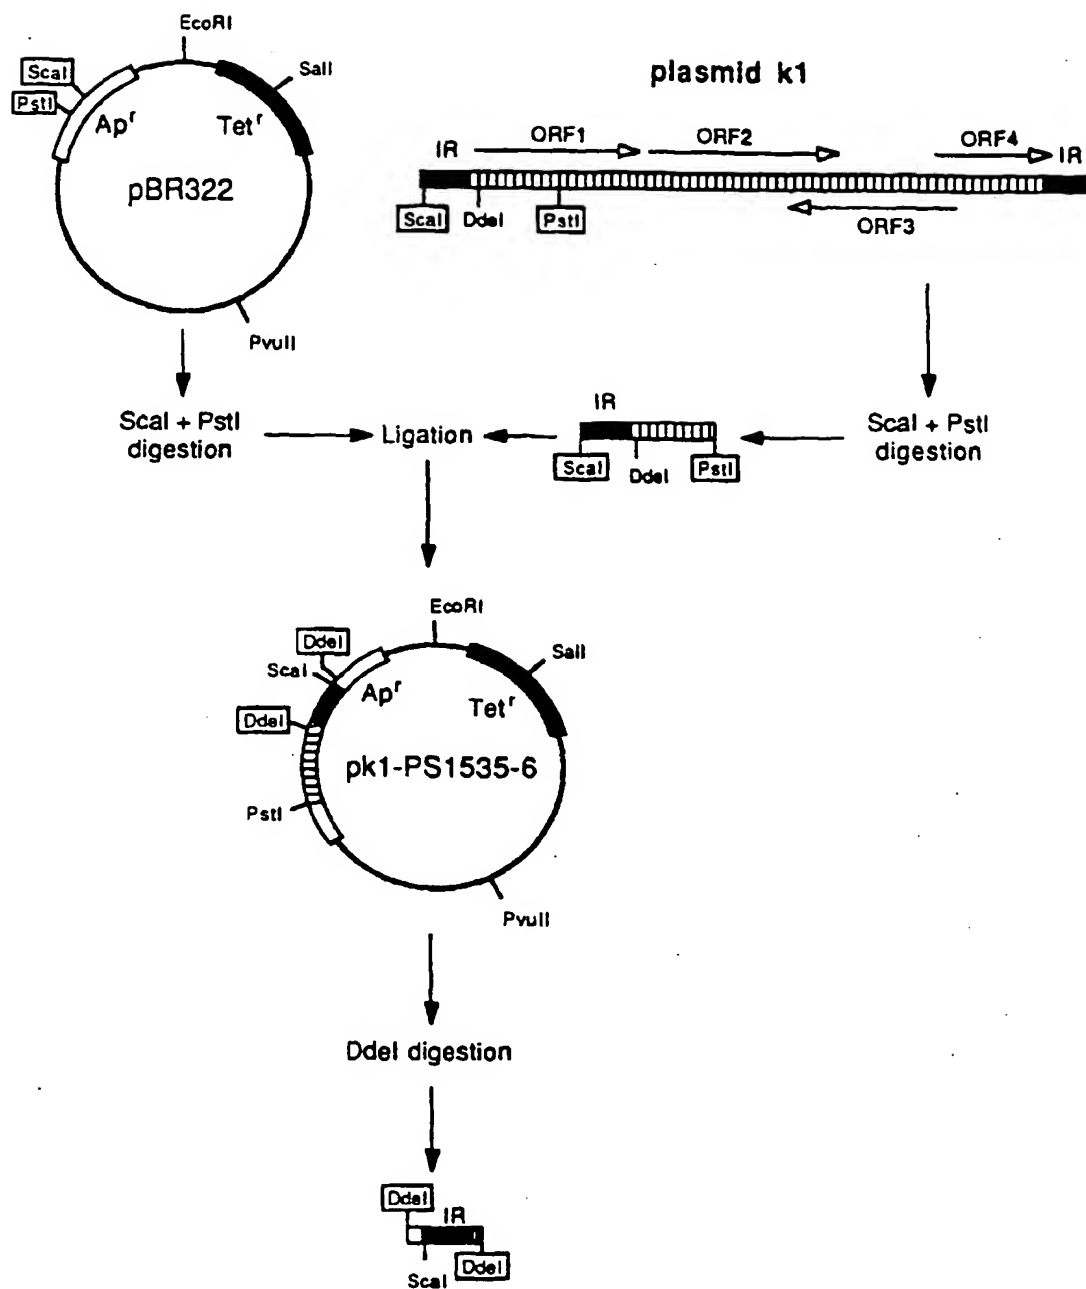 EcoRI
ScaI
SalI
PstI
Apʳ
Tetʳ
pBR322
PvuII
plasmid k1
IR
ORF1
ORF2
ORF4
IR
ScaI
DdeI
PstI
ORF3
ScaI + PstI
digestion
Ligation
IR
ScaI
DdeI
PstI
ScaI + PstI
digestion
EcoRI
DdeI
ScaI
SalI
Apʳ
Tetʳ
DdeI
pk1-PS1535-6
PstI
PvuII
DdeI digestion
DdeI
IR
ScaI
DdeI